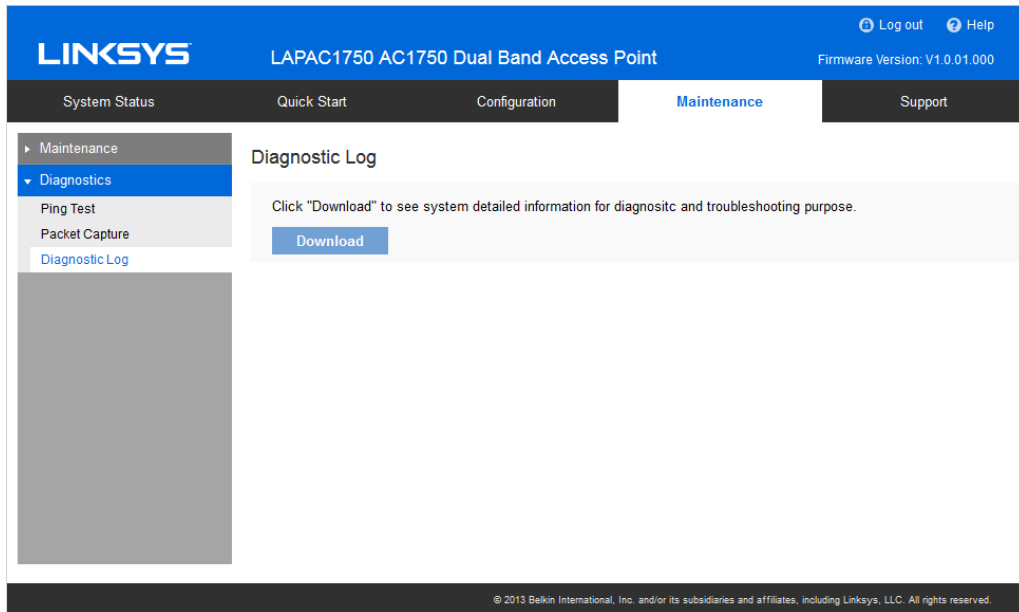 Log out Help
LINKSYS LAPAC1750 AC1750 Dual Band Access Point Firmware Version: V1.0.01.000
System Status Quick Start Configuration Maintenance Support
Maintenance
Diagnostics
Ping Test
Packet Capture
Diagnostic Log
Diagnostic Log
Click "Download" to see system detailed information for diagnositc and troubleshooting purpose.
Download
© 2013 Belkin International, Inc. and/or its subsidiaries and affiliates, including Linksys, LLC. All rights reserved.